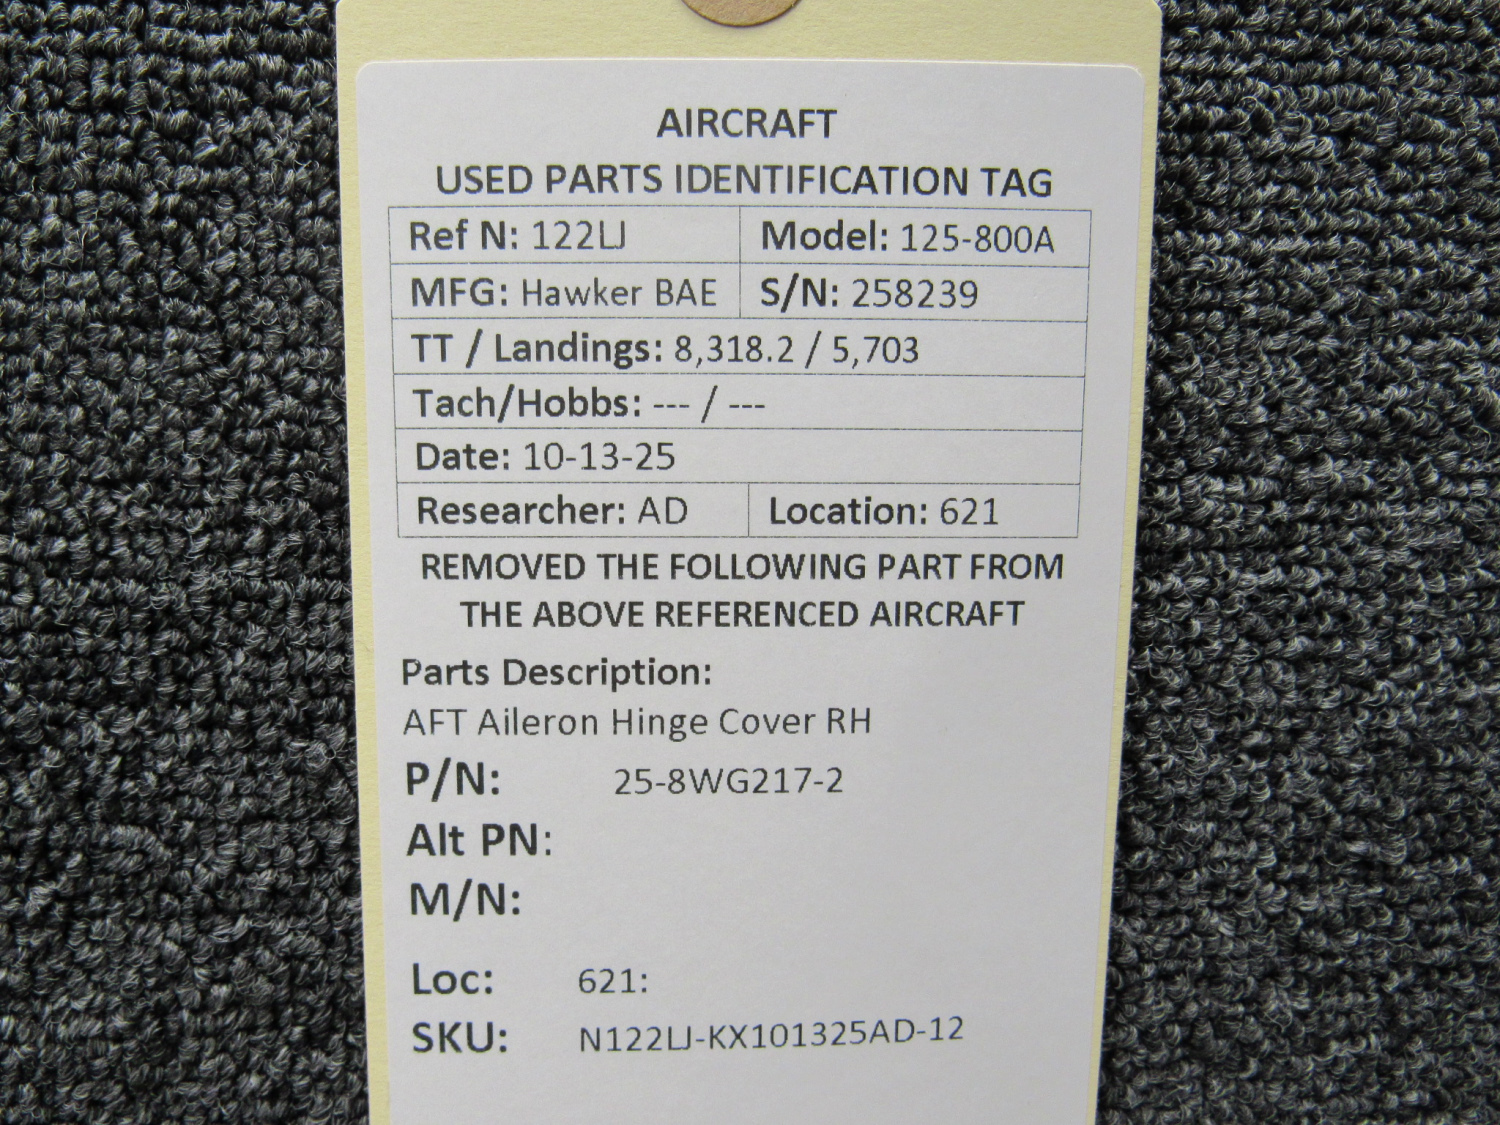 AIRCRAFT
USED PARTS IDENTIFICATION TAG
Ref N: 122LJ Model: 125-800A
MFG: Hawker BAE S/N: 258239
TT / Landings: 8,318.2 / 5,703
Tach/Hobbs: --- / ---
Date: 10-13-25
Researcher: AD Location: 621
REMOVED THE FOLLOWING PART FROM
THE ABOVE REFERENCED AIRCRAFT
Parts Description:
AFT Aileron Hinge Cover RH
P/N: 25-8WG217-2
Alt PN:
M/N:
Loc: 621:
SKU: N122LJ-KX101325AD-12